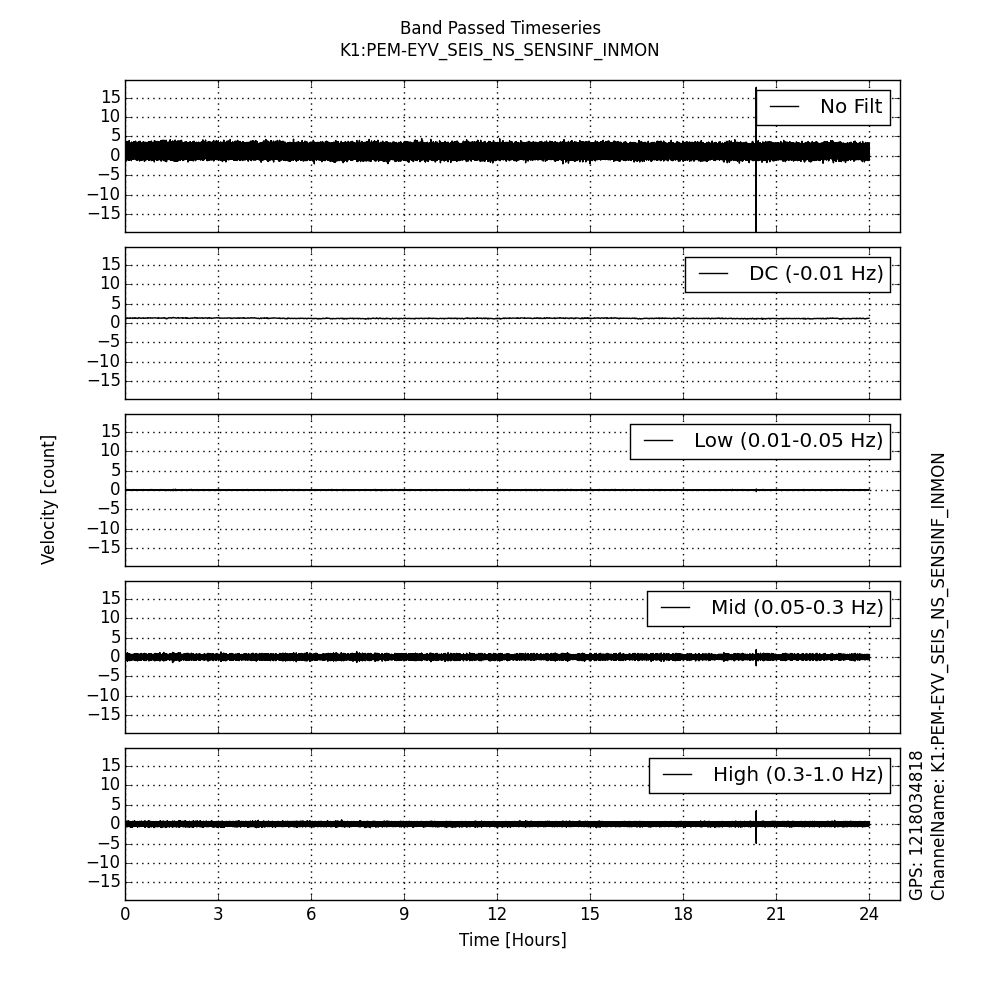 Band Passed Timeseries
K1:PEM-EYV_SEIS_NS_SENSINF_INMON
15
10
5
0
−5
−10
−15
No Filt
15
10
5
0
−5
−10
−15
DC (-0.01 Hz)
15
10
5
0
−5
−10
−15
Low (0.01-0.05 Hz)
15
10
5
0
−5
−10
−15
Mid (0.05-0.3 Hz)
15
10
5
0
−5
−10
−15
High (0.3-1.0 Hz)
0 3 6 9 12 15 18 21 24
Time [Hours]
Velocity [count]
GPS: 1218034818
ChannelName: K1:PEM-EYV_SEIS_NS_SENSINF_INMON